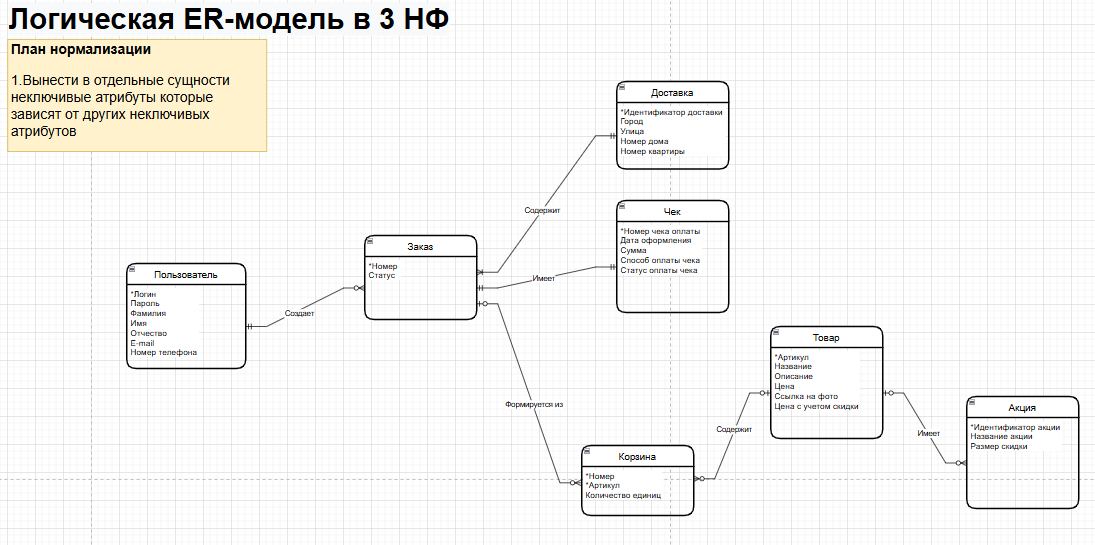 Логическая ER-модель в 3 НФ
План нормализации
1.Вынести в отдельные сущности
неключивые атрибуты которые
зависят от других неключивых
атрибутов
Доставка
*Идентификатор доставки
Город
Улица
Номер дома
Номер квартиры
Содержит
Чек
*Номер чека оплаты
Дата оформления
Сумма
Способ оплаты чека
Статус оплаты чека
Имеет
Заказ
*Номер
Статус
Пользователь
*Логин
Пароль
Фамилия
Имя
Отчество
E-mail
Номер телефона
Создает
Формируется из
Товар
*Артикул
Название
Описание
Цена
Ссылка на фото
Цена с учетом скидки
Содержит
Имеет
Акция
*Идентификатор акции
Название акции
Размер скидки
Корзина
*Номер
*Артикул
Количество единиц